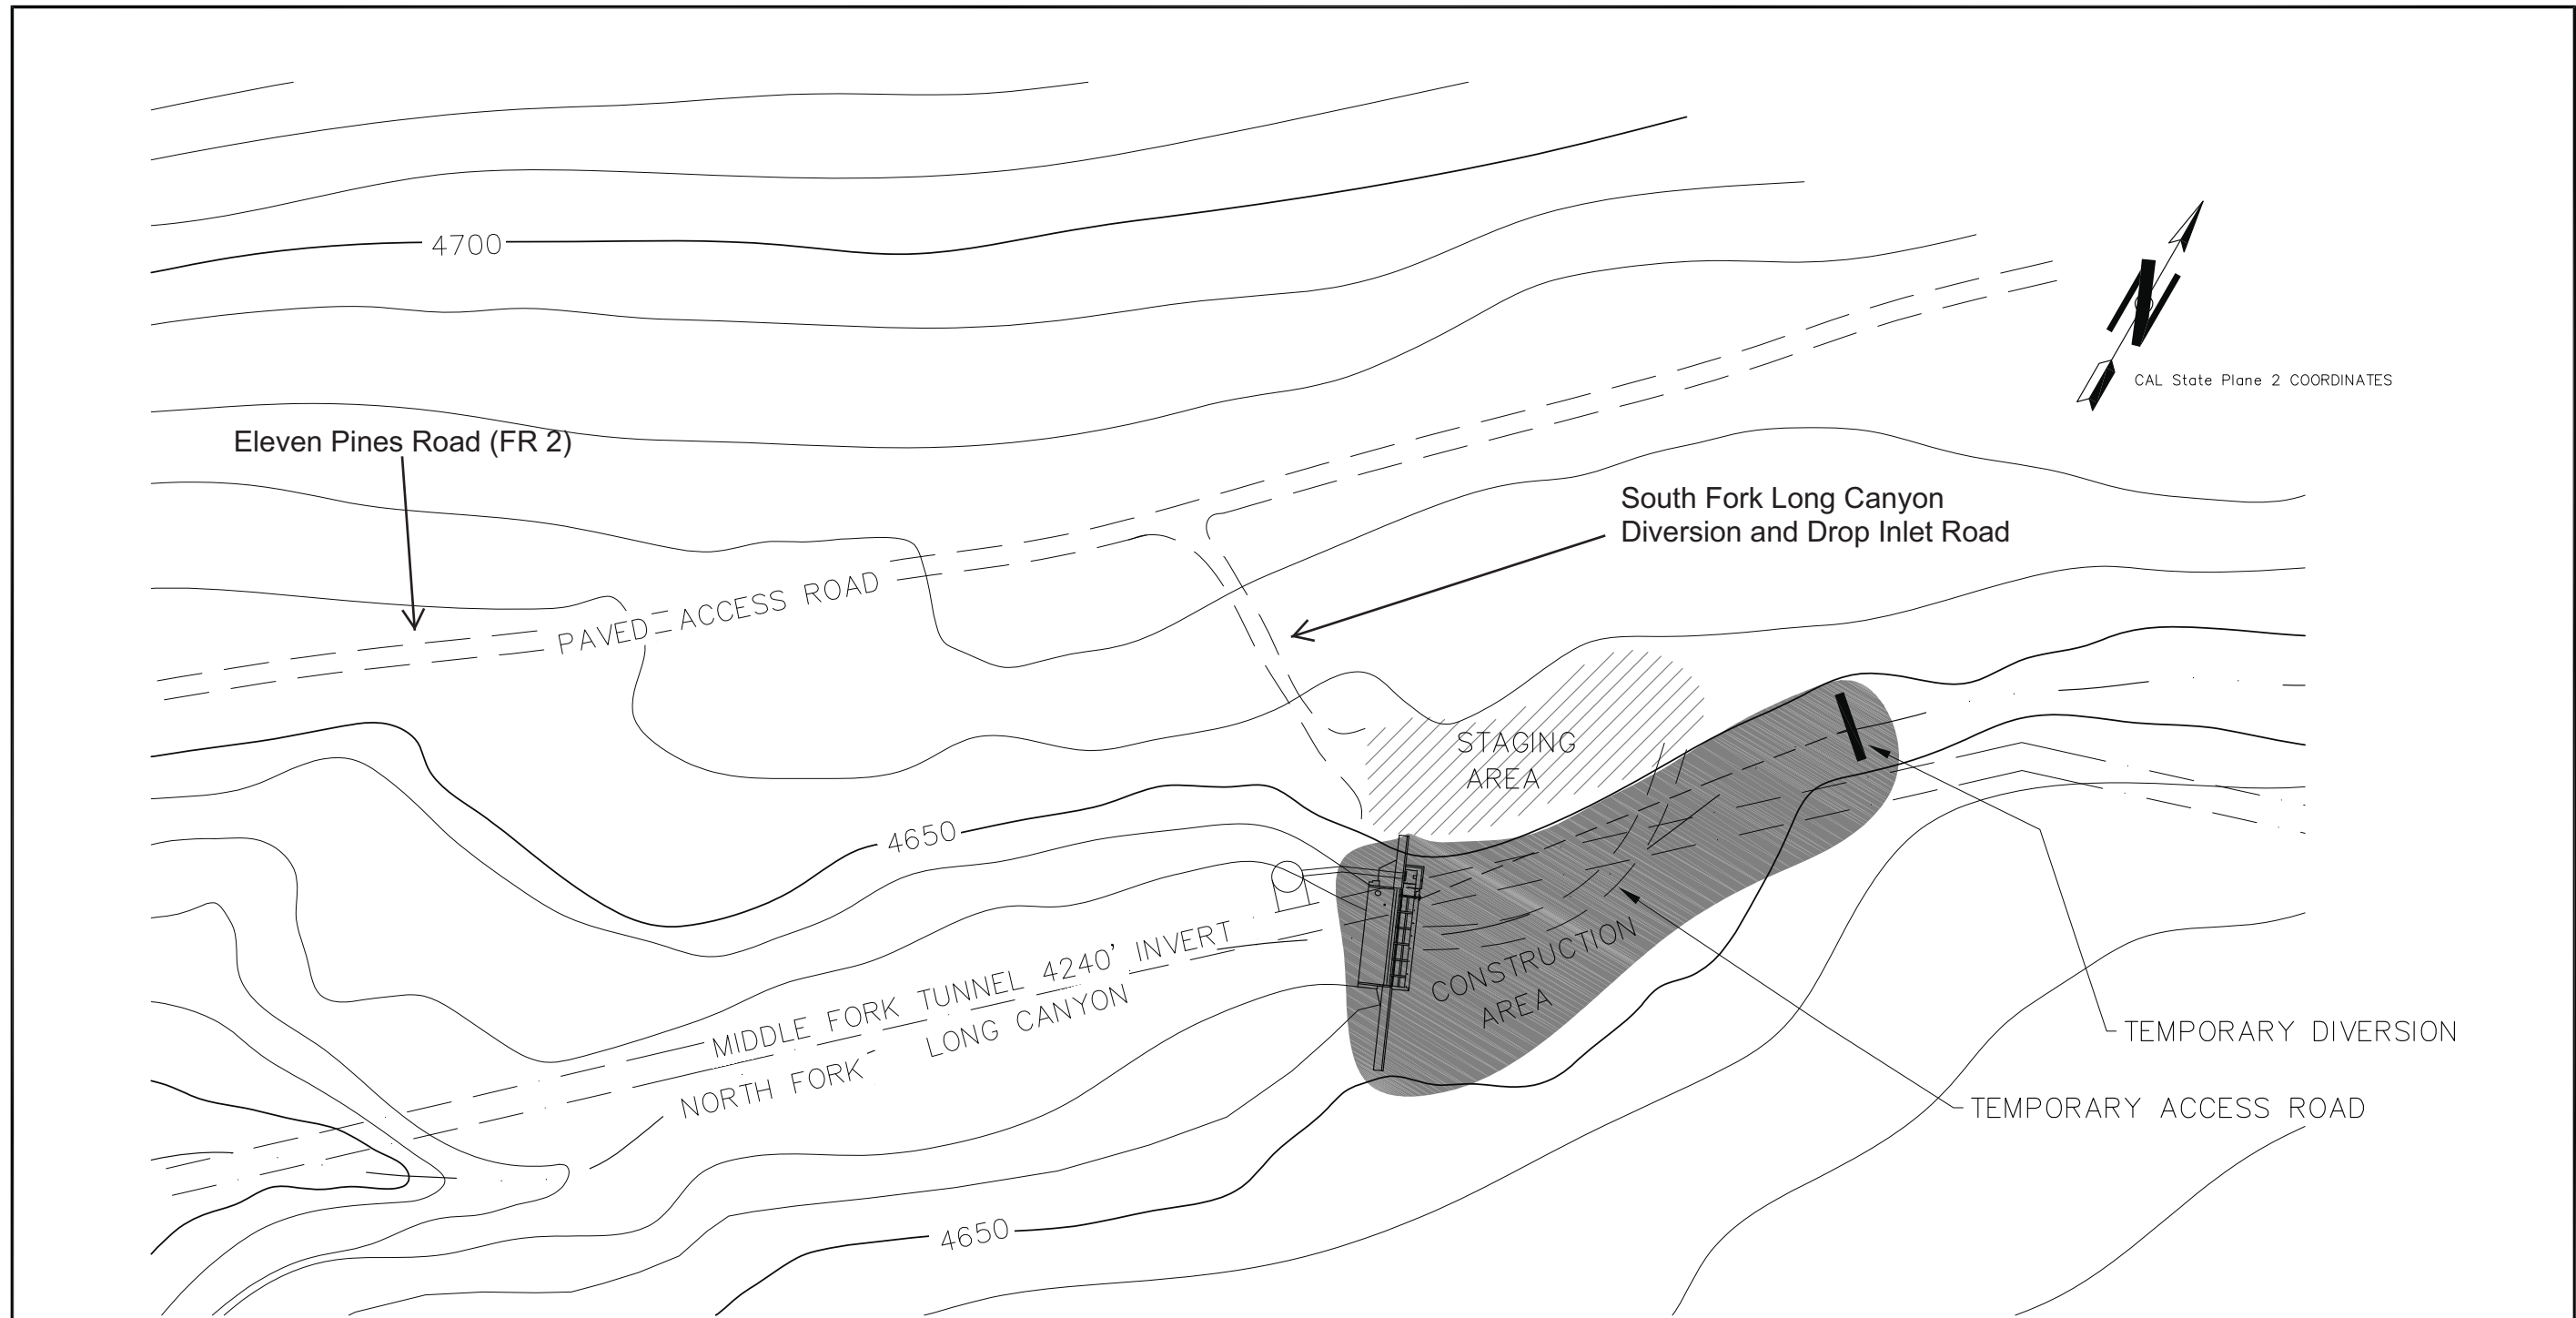 4700
N
CAL State Plane 2 COORDINATES
Eleven Pines Road (FR 2)
South Fork Long Canyon
Diversion and Drop Inlet Road
PAVED ACCESS ROAD
STAGING
AREA
4650
MIDDLE FORK TUNNEL 4240' INVERT
NORTH FORK LONG CANYON
CONSTRUCTION
AREA
TEMPORARY DIVERSION
TEMPORARY ACCESS ROAD
4650